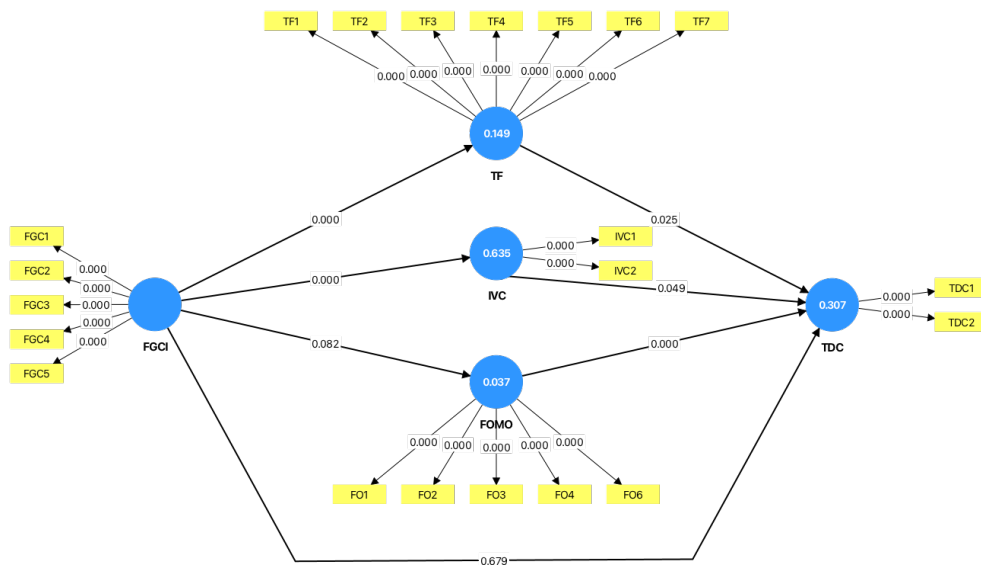 TF1 TF2 TF3 TF4 TF5 TF6 TF7
0.000 0.000 0.000 0.000 0.000 0.000 0.000
0.149
TF
0.000 0.025
FGC1 IVC1
0.000
0.635
FGC2 0.000 0.000 IVC2
0.000
0.000 IVC 0.049
FGC3 0.000 0.307 0.000 TDC1
0.000
FGC4 0.000 0.000 TDC2
0.000
FGCI 0.082 0.000 TDC
FGC5
0.037
FOMO
0.000 0.000 0.000 0.000 0.000
FO1 FO2 FO3 FO4 FO6
0.679